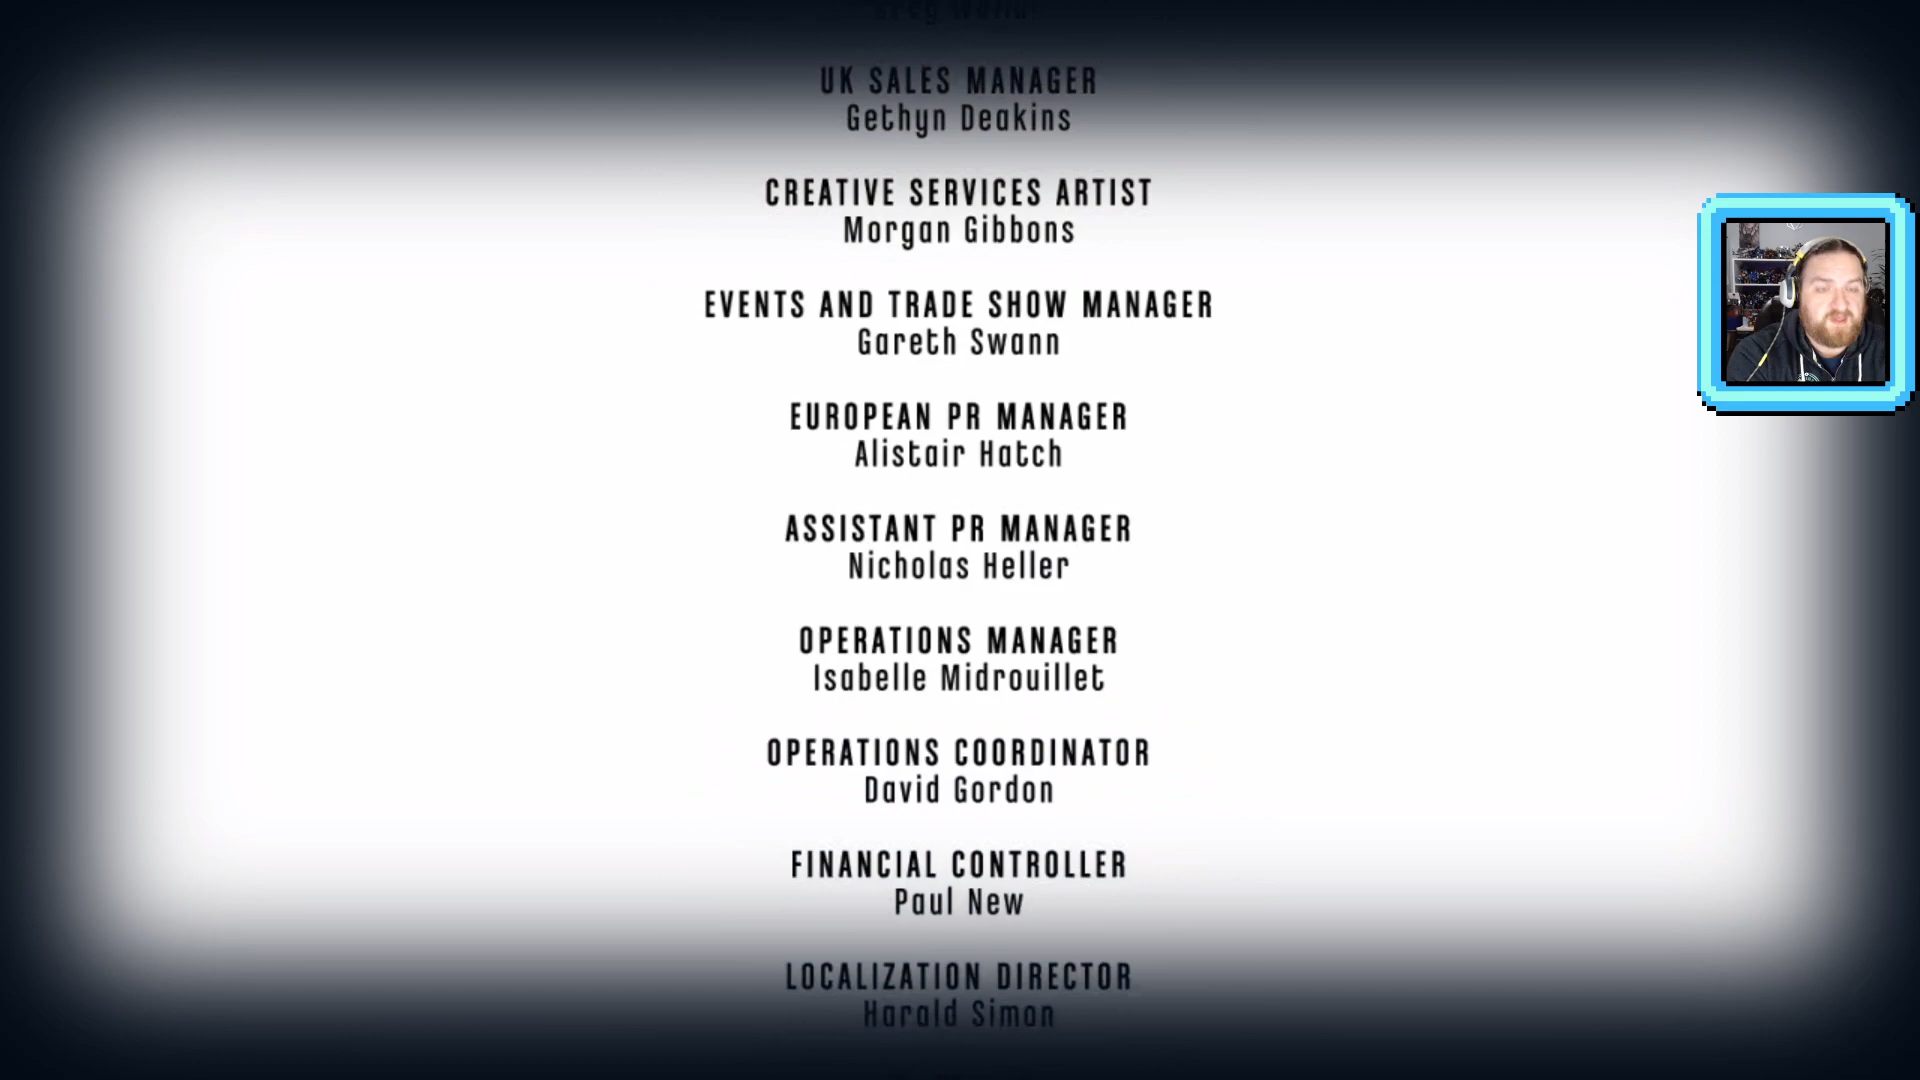 UK SALES MANAGER
Gethyn Deakins
CREATIVE SERVICES ARTIST
Morgan Gibbons
EVENTS AND TRADE SHOW MANAGER
Gareth Swann
EUROPEAN PR MANAGER
Alistair Hatch
ASSISTANT PR MANAGER
Nicholas Heller
OPERATIONS MANAGER
Isabelle Midrouillet
OPERATIONS COORDINATOR
David Gordon
FINANCIAL CONTROLLER
Paul New
LOCALIZATION DIRECTOR
Harald Simon